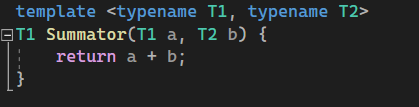 template <typename T1, typename T2>
T1 Summator(T1 a, T2 b) {
    return a + b;
}